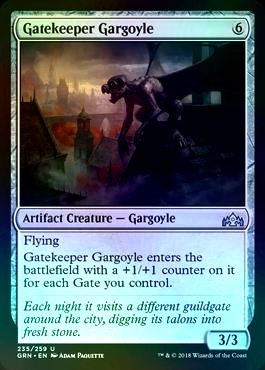 Gatekeeper Gargoyle 6
Artifact Creature — Gargoyle
Flying
Gatekeeper Gargoyle enters the
battlefield with a +1/+1 counter on it
for each Gate you control.
Each night it visits a different guildgate
around the city, digging its talons into
fresh stone.
3/3
235/259 U
GRN • EN Adam Paquette
™ & © 2018 Wizards of the Coast